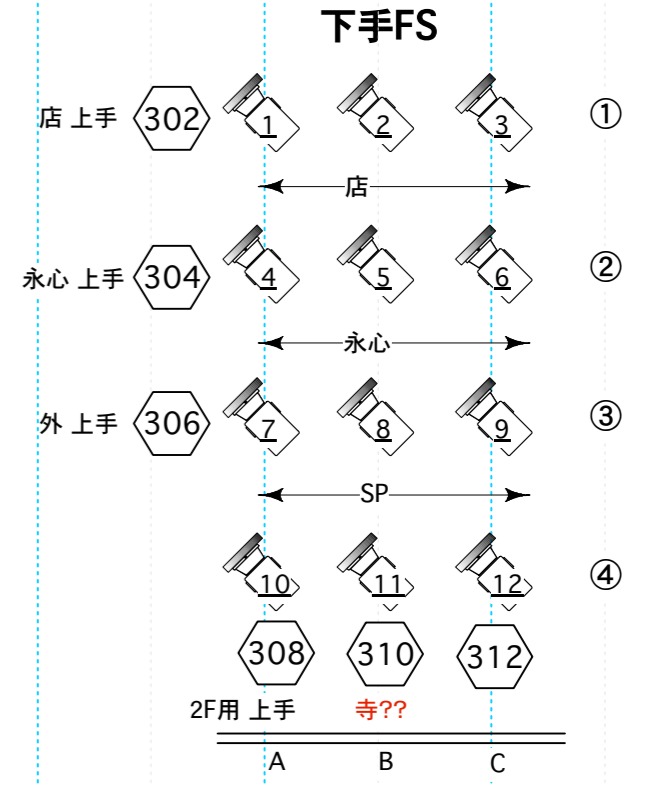 下手FS
店 上手 302 1 2 3 ①
店
永心 上手 304 4 5 6 ②
永心
外 上手 306 7 8 9 ③
SP
10 11 12 ④
308 310 312
2F用 上手 寺??
A B C